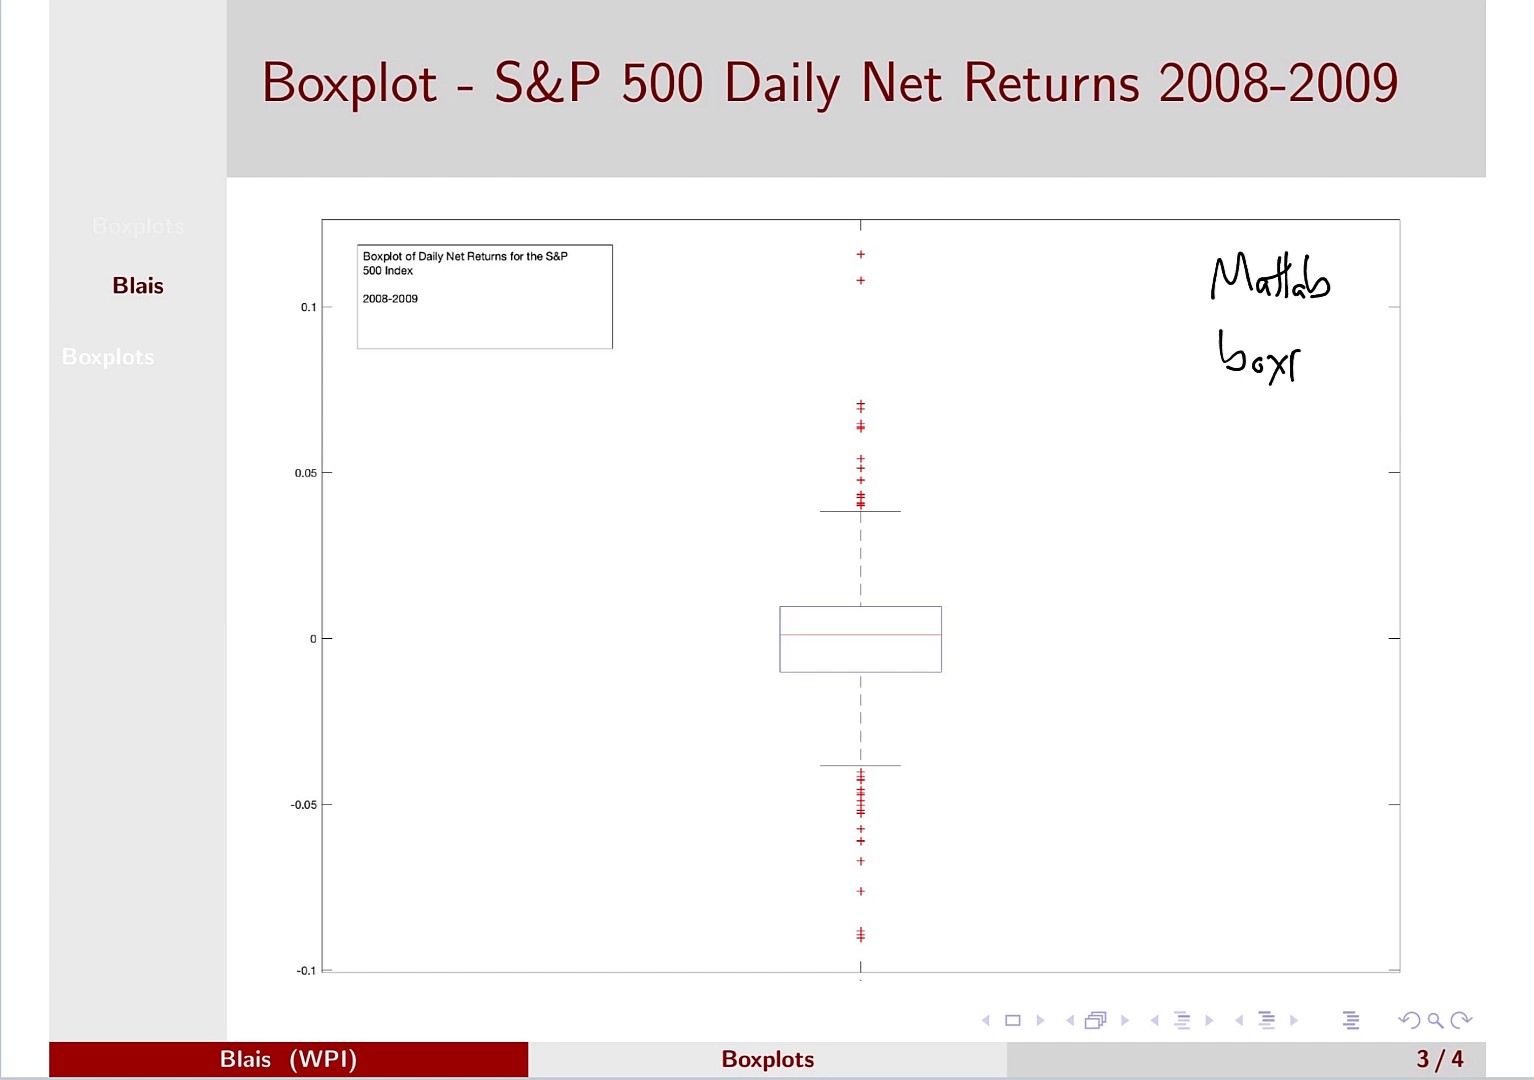 Boxplot - S&P 500 Daily Net Returns 2008-2009
Boxplots
Blais
Boxplots
Boxplot of Daily Net Returns for the S&P
500 Index
2008-2009
Matlab
boxr
0.1
0.05
0
-0.05
-0.1
Blais (WPI)
Boxplots
3 / 4